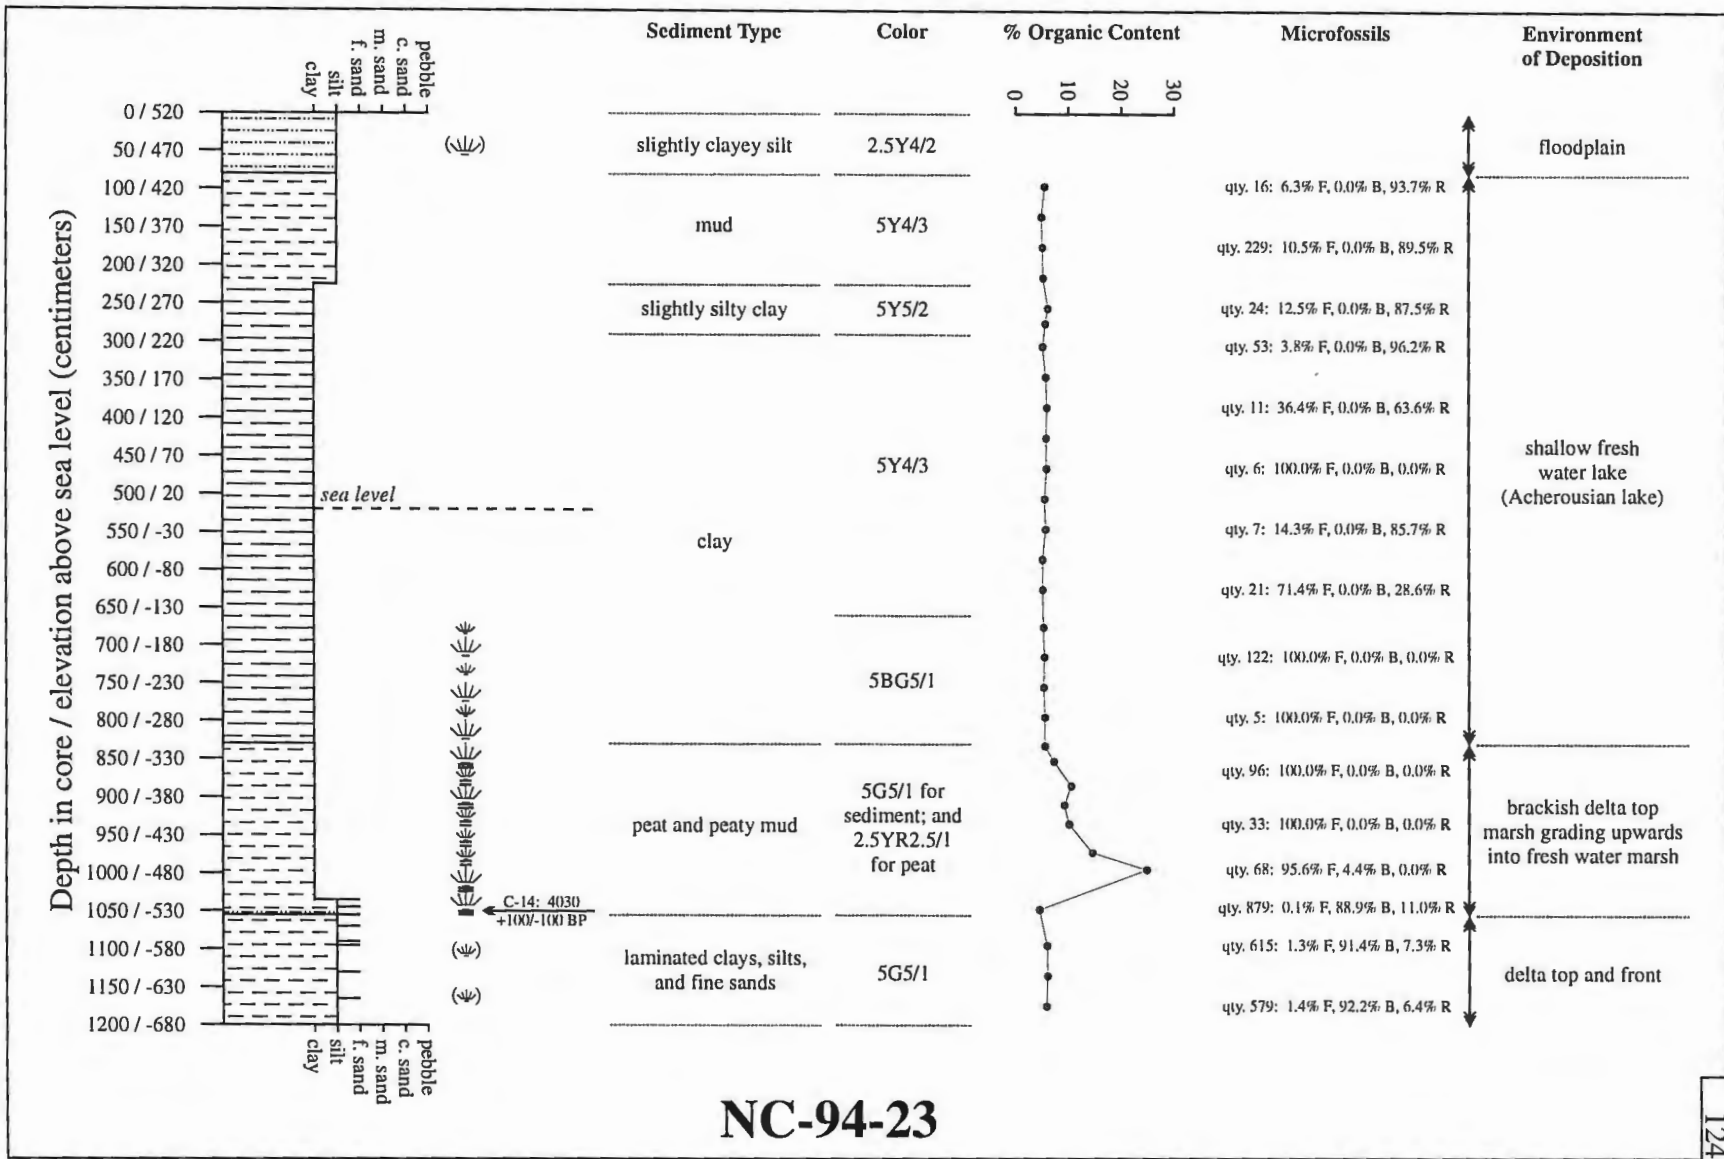 Sediment Type
Color
% Organic Content
Microfossils
Environment
of Deposition
clay
silt
f. sand
m. sand
c. sand
pebble
0
10
20
30
Depth in core / elevation above sea level (centimeters)
0 / 520
50 / 470
100 / 420
150 / 370
200 / 320
250 / 270
300 / 220
350 / 170
400 / 120
450 / 70
500 / 20
550 / -30
600 / -80
650 / -130
700 / -180
750 / -230
800 / -280
850 / -330
900 / -380
950 / -430
1000 / -480
1050 / -530
1100 / -580
1150 / -630
1200 / -680
sea level
C-14: 4030
+100/-100 BP
slightly clayey silt
mud
slightly silty clay
clay
peat and peaty mud
laminated clays, silts,
and fine sands
2.5Y4/2
5Y4/3
5Y5/2
5Y4/3
5BG5/1
5G5/1 for
sediment; and
2.5YR2.5/1
for peat
5G5/1
qty. 16: 6.3% F, 0.0% B, 93.7% R
qty. 229: 10.5% F, 0.0% B, 89.5% R
qty. 24: 12.5% F, 0.0% B, 87.5% R
qty. 53: 3.8% F, 0.0% B, 96.2% R
qty. 11: 36.4% F, 0.0% B, 63.6% R
qty. 6: 100.0% F, 0.0% B, 0.0% R
qty. 7: 14.3% F, 0.0% B, 85.7% R
qty. 21: 71.4% F, 0.0% B, 28.6% R
qty. 122: 100.0% F, 0.0% B, 0.0% R
qty. 5: 100.0% F, 0.0% B, 0.0% R
qty. 96: 100.0% F, 0.0% B, 0.0% R
qty. 33: 100.0% F, 0.0% B, 0.0% R
qty. 68: 95.6% F, 4.4% B, 0.0% R
qty. 879: 0.1% F, 88.9% B, 11.0% R
qty. 615: 1.3% F, 91.4% B, 7.3% R
qty. 579: 1.4% F, 92.2% B, 6.4% R
floodplain
shallow fresh
water lake
(Acherousian lake)
brackish delta top
marsh grading upwards
into fresh water marsh
delta top and front
clay
silt
f. sand
m. sand
c. sand
pebble
NC-94-23
124